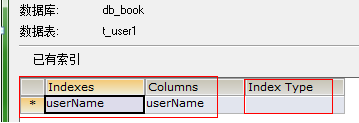 数据库: db_book
数据表: t_user1
已有索引
Indexes Columns Index Type
* userName userName